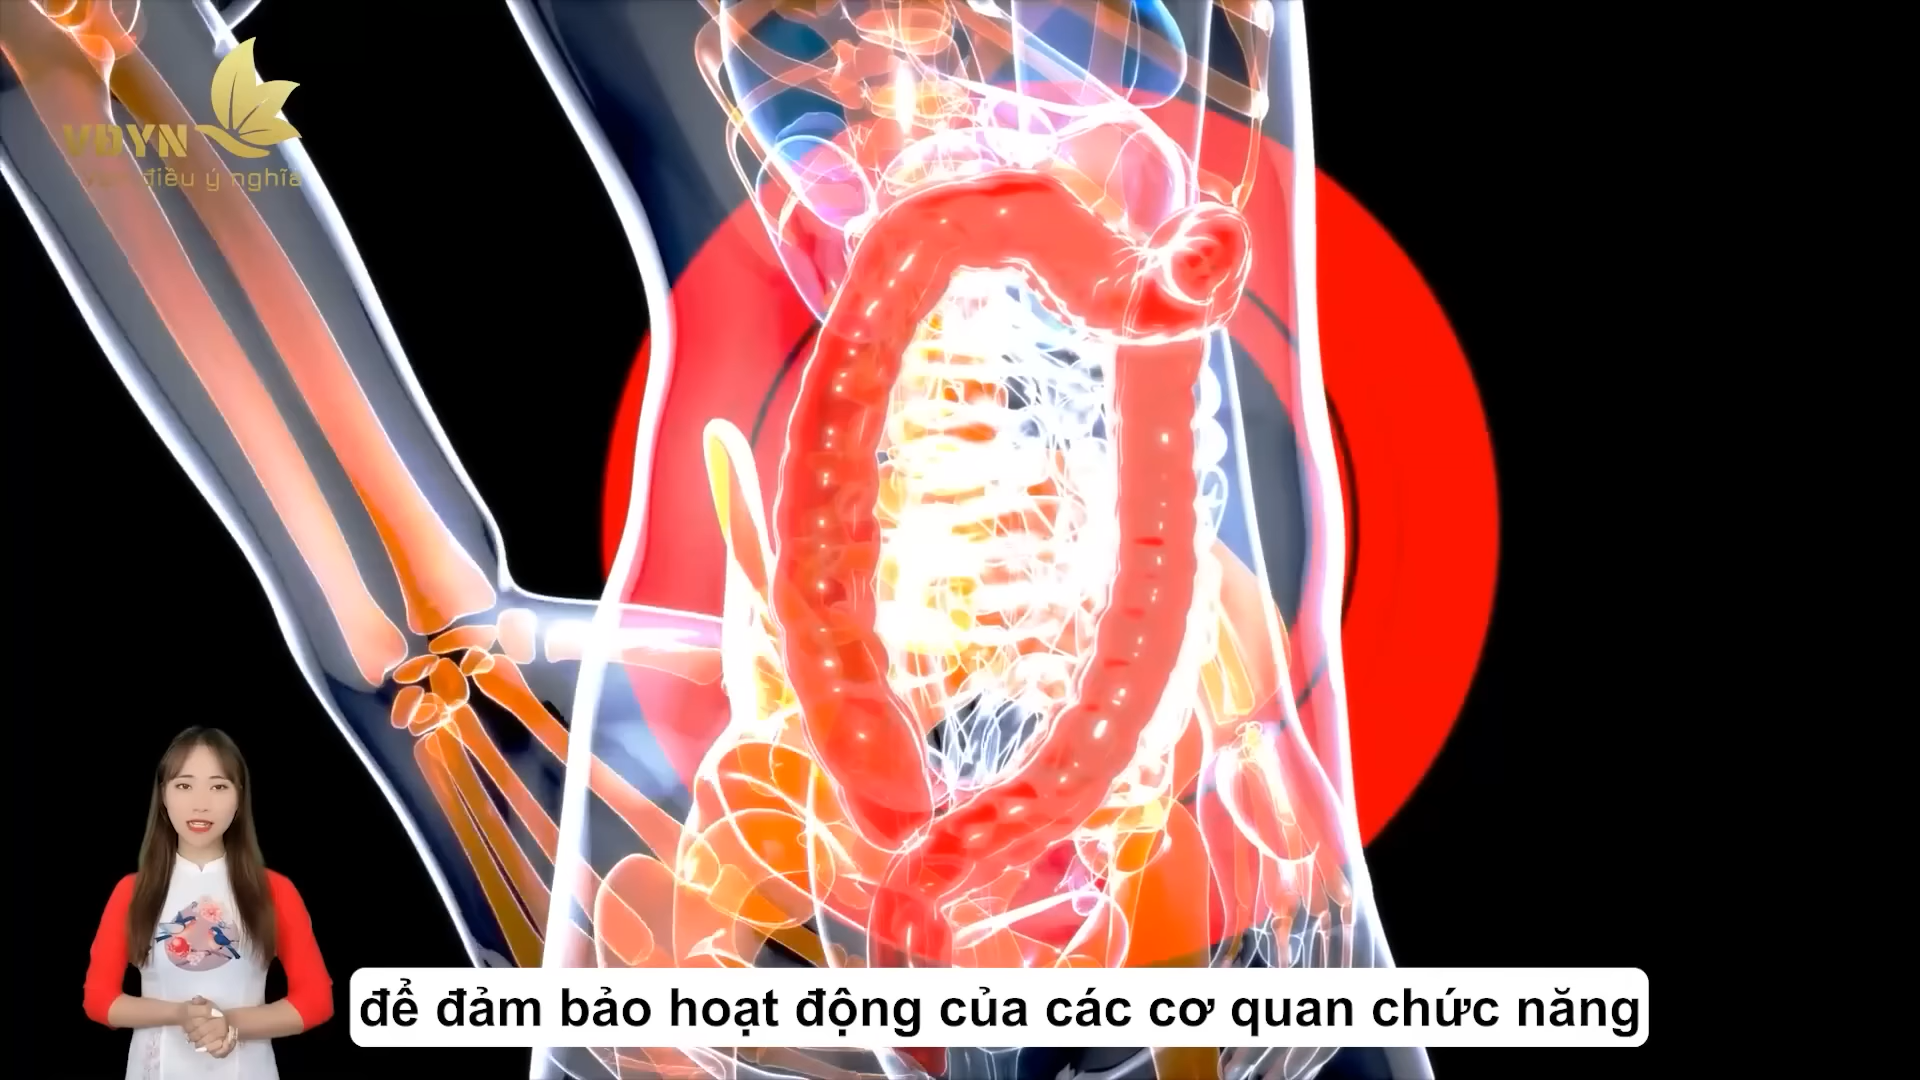 VĐYN
điều ý nghĩa
để đảm bảo hoạt động của các cơ quan chức năng